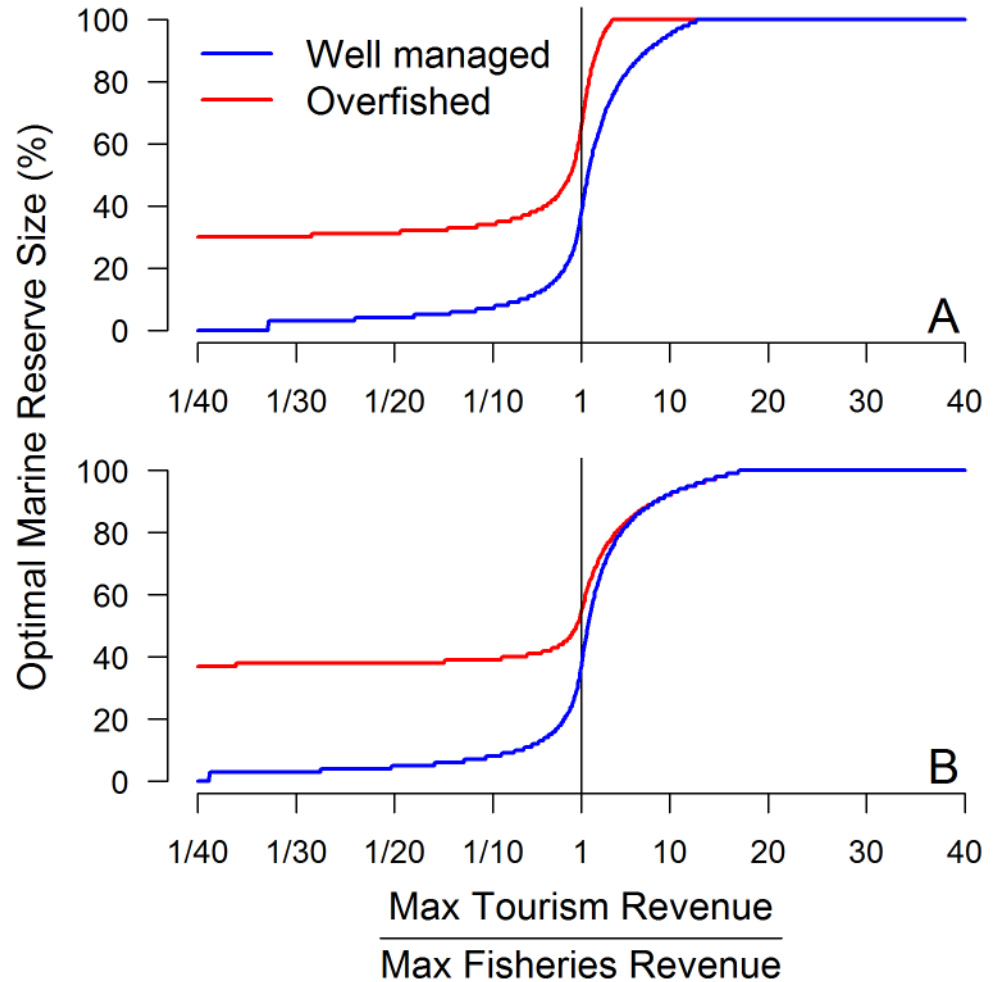 Optimal Marine Reserve Size (%)
Well managed
Overfished
100
80
60
40
20
0
A
1/40 1/30 1/20 1/10 1 10 20 30 40
100
80
60
40
20
0
B
1/40 1/30 1/20 1/10 1 10 20 30 40
Max Tourism Revenue
Max Fisheries Revenue